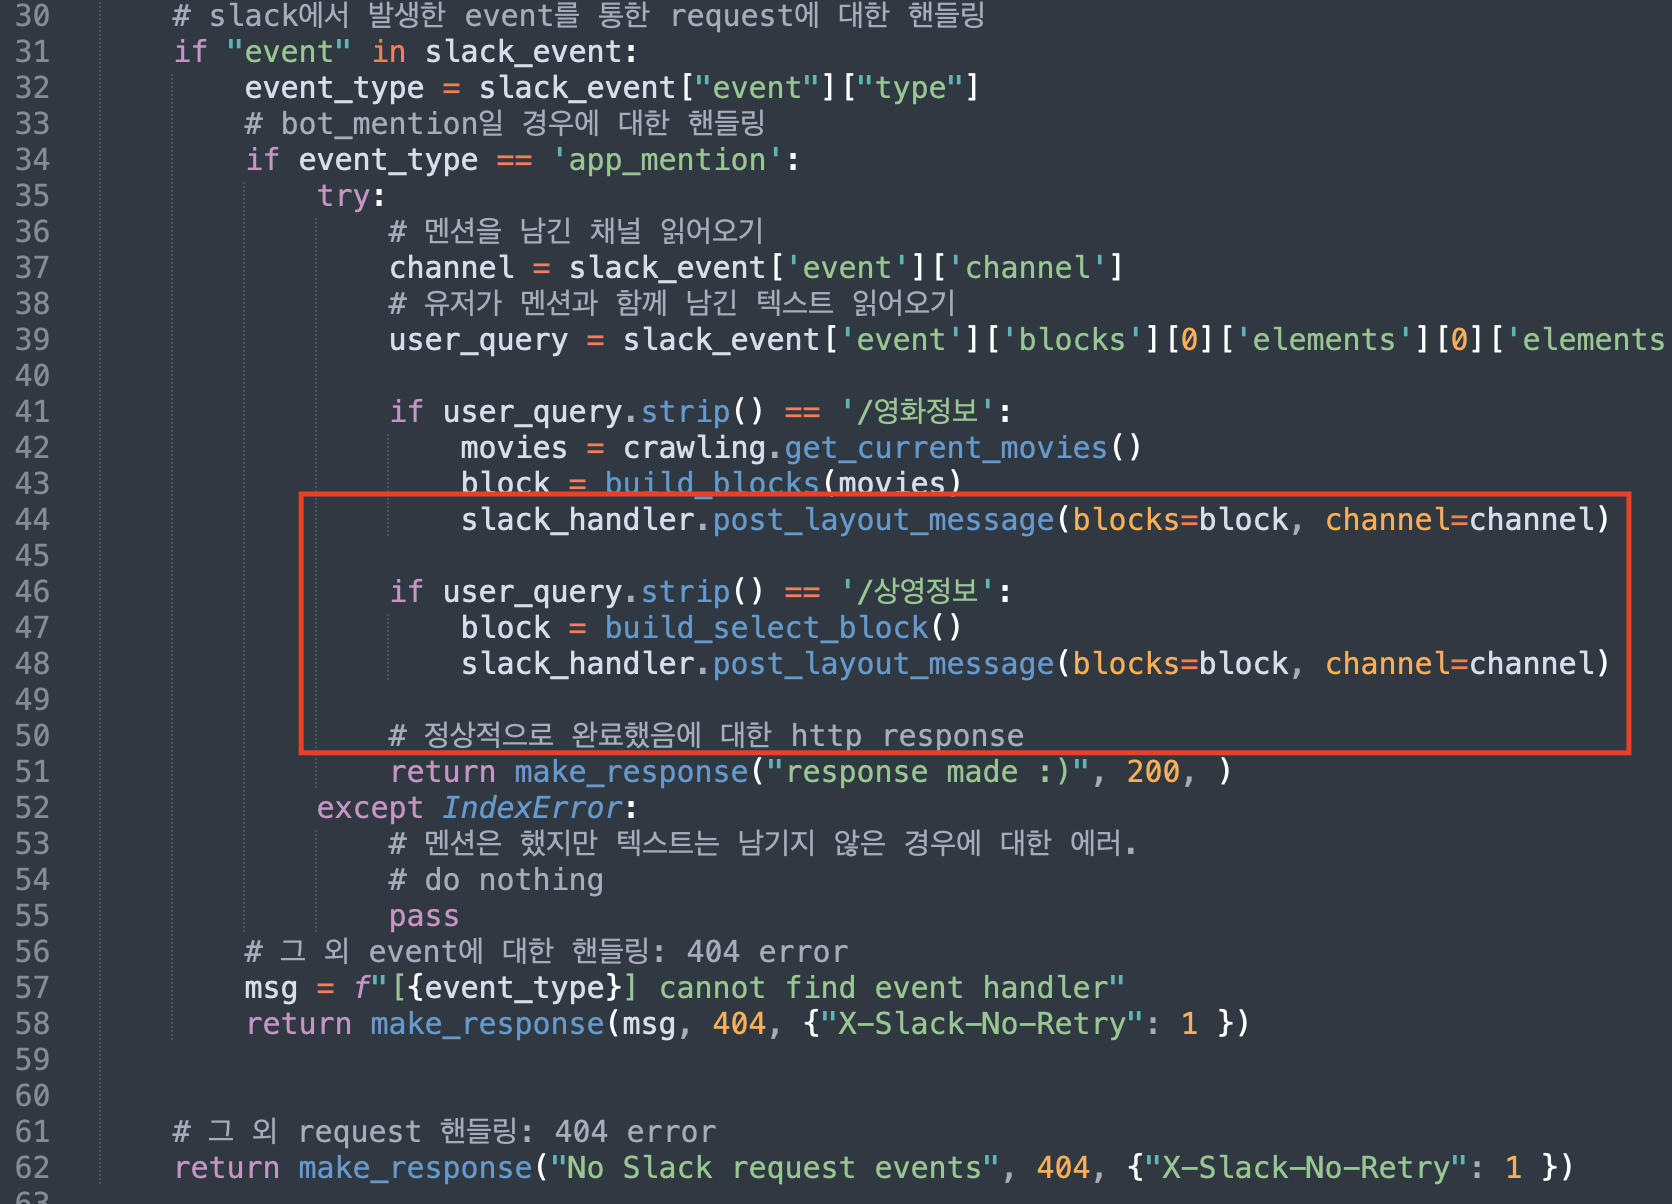 30 # slack에서 발생한 event를 통한 request에 대한 핸들링
31 if "event" in slack_event:
32 event_type = slack_event["event"]["type"]
33 # bot_mention일 경우에 대한 핸들링
34 if event_type == 'app_mention':
35 try:
36 # 멘션을 남긴 채널 읽어오기
37 channel = slack_event['event']['channel']
38 # 유저가 멘션과 함께 남긴 텍스트 읽어오기
39 user_query = slack_event['event']['blocks'][0]['elements'][0]['elements
40
41 if user_query.strip() == '/영화정보':
42 movies = crawling.get_current_movies()
43 block = build_blocks(movies)
44 slack_handler.post_layout_message(blocks=block, channel=channel)
45
46 if user_query.strip() == '/상영정보':
47 block = build_select_block()
48 slack_handler.post_layout_message(blocks=block, channel=channel)
49
50 # 정상적으로 완료했음에 대한 http response
51 return make_response("response made :)", 200, )
52 except IndexError:
53 # 멘션은 했지만 텍스트는 남기지 않은 경우에 대한 에러.
54 # do nothing
55 pass
56 # 그 외 event에 대한 핸들링: 404 error
57 msg = f"[{event_type}] cannot find event handler"
58 return make_response(msg, 404, {"X-Slack-No-Retry": 1 })
59
60
61 # 그 외 request 핸들링: 404 error
62 return make_response("No Slack request events", 404, {"X-Slack-No-Retry": 1 })
63